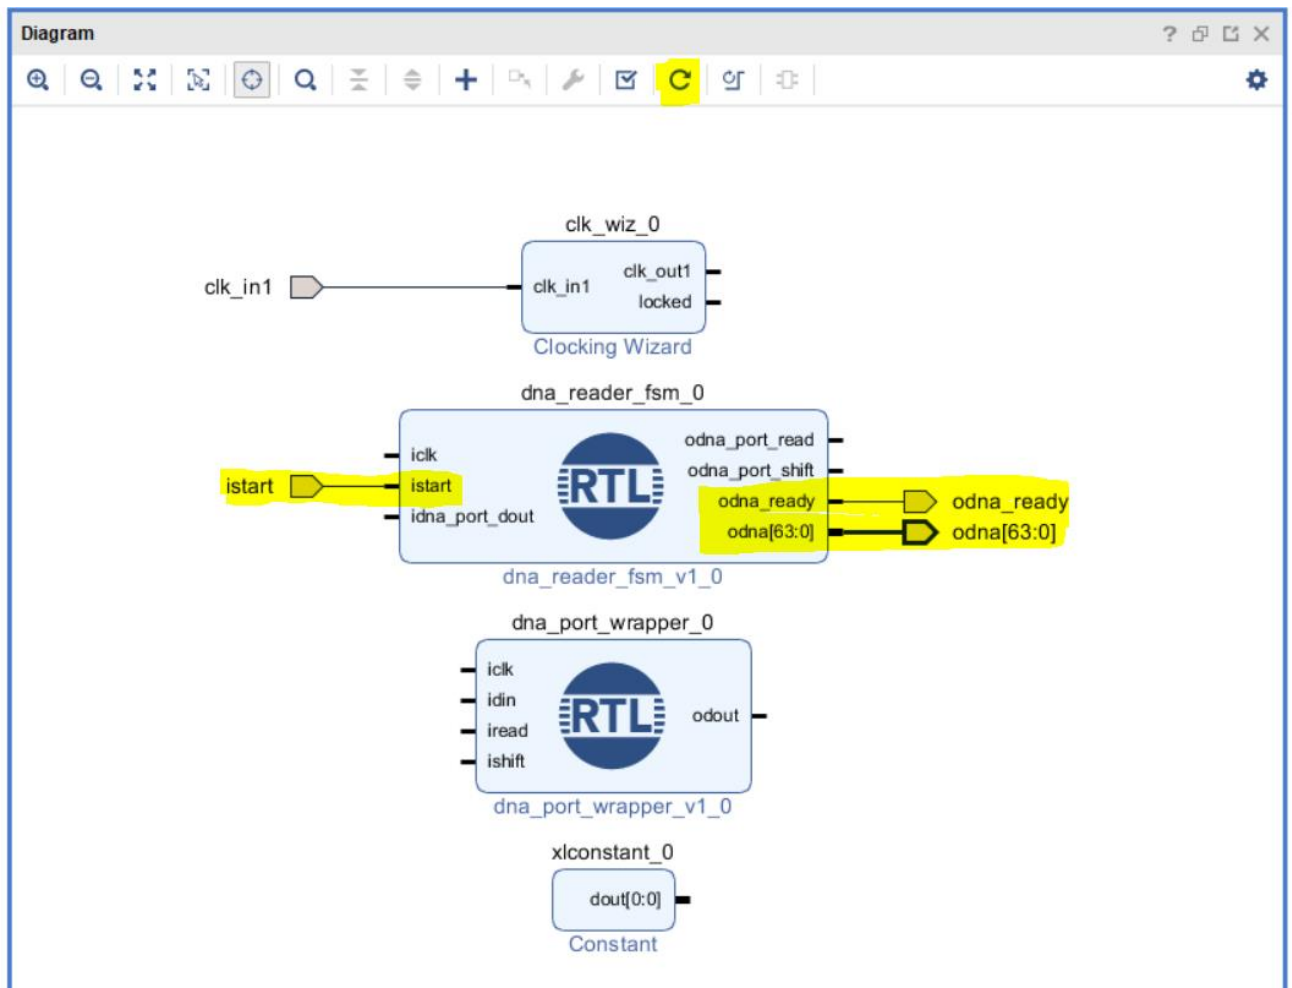 Diagram
clk_wiz_0
clk_in1
clk_in1
clk_out1
locked
Clocking Wizard
dna_reader_fsm_0
iclk
istart
istart
idna_port_dout
RTL
odna_port_read
odna_port_shift
odna_ready
odna_ready
odna[63:0]
odna[63:0]
dna_reader_fsm_v1_0
dna_port_wrapper_0
iclk
idin
iread
ishift
RTL
odout
dna_port_wrapper_v1_0
xlconstant_0
dout[0:0]
Constant